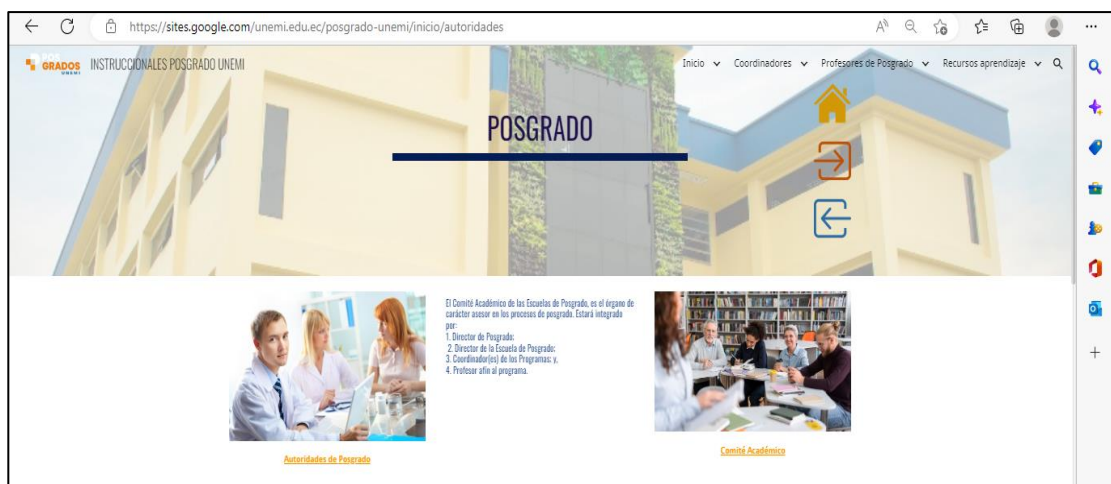 https://sites.google.com/unemi.edu.ec/posgrado-unemi/inicio/autoridades
GRADOS
UNEMI
INSTRUCCIONALES POSGRADO UNEMI
Inicio
Coordinadores
Profesores de Posgrado
Recursos aprendizaje
POSGRADO
El Comité Académico de las Escuelas de Posgrado, es el órgano de
carácter asesor en los procesos de posgrado. Estará integrado
por:
1. Director de Posgrado;
2. Director de la Escuela de Posgrado;
3. Coordinador(es) de los Programas; y,
4. Profesor afín al programa.
Autoridades de Posgrado
Comité Académico